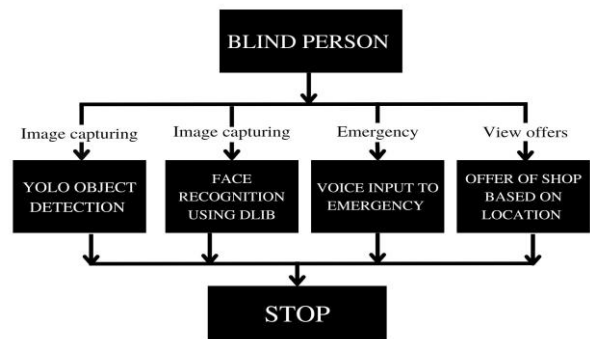 BLIND PERSON
Image capturing
Image capturing
Emergency
View offers
YOLO OBJECT
DETECTION
FACE
RECOGNITION
USING DLIB
VOICE INPUT TO
EMERGENCY
OFFER OF SHOP
BASED ON
LOCATION
STOP